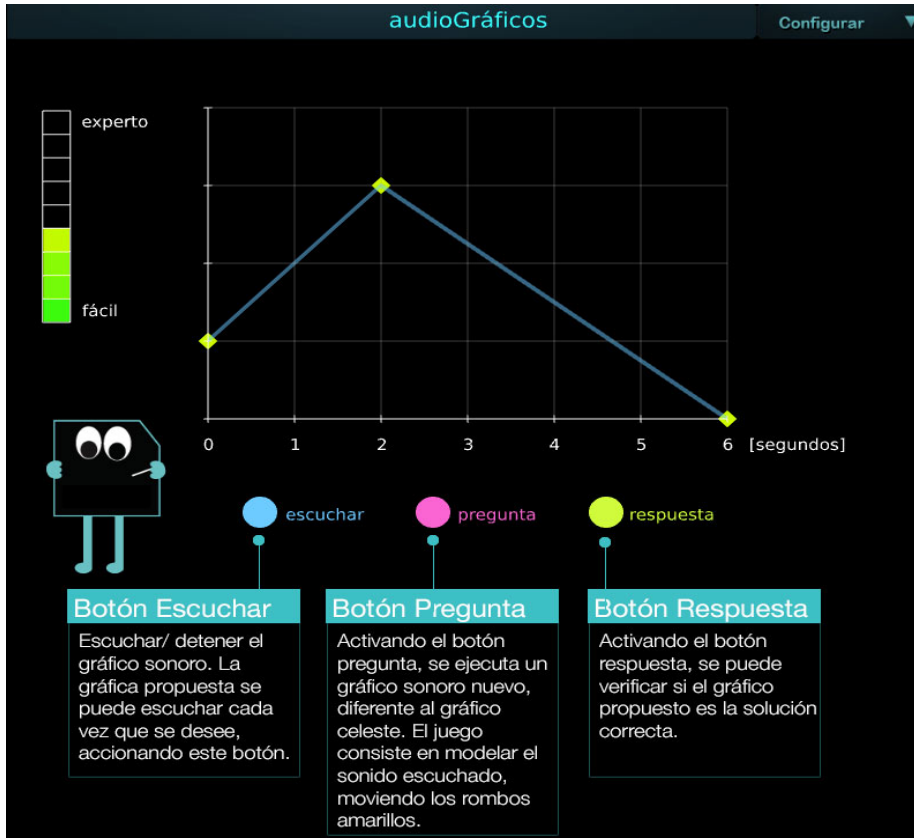 audioGráficos
Configurar
experto
fácil
0 1 2 3 4 5 6 [segundos]
escuchar
pregunta
respuesta
Botón Escuchar
Escuchar/ detener el
gráfico sonoro. La
gráfica propuesta se
puede escuchar cada
vez que se desee,
accionando este botón.
Botón Pregunta
Activando el botón
pregunta, se ejecuta un
gráfico sonoro nuevo,
diferente al gráfico
celeste. El juego
consiste en modelar el
sonido escuchado,
moviendo los rombos
amarillos.
Botón Respuesta
Activando el botón
respuesta, se puede
verificar si el gráfico
propuesto es la solución
correcta.